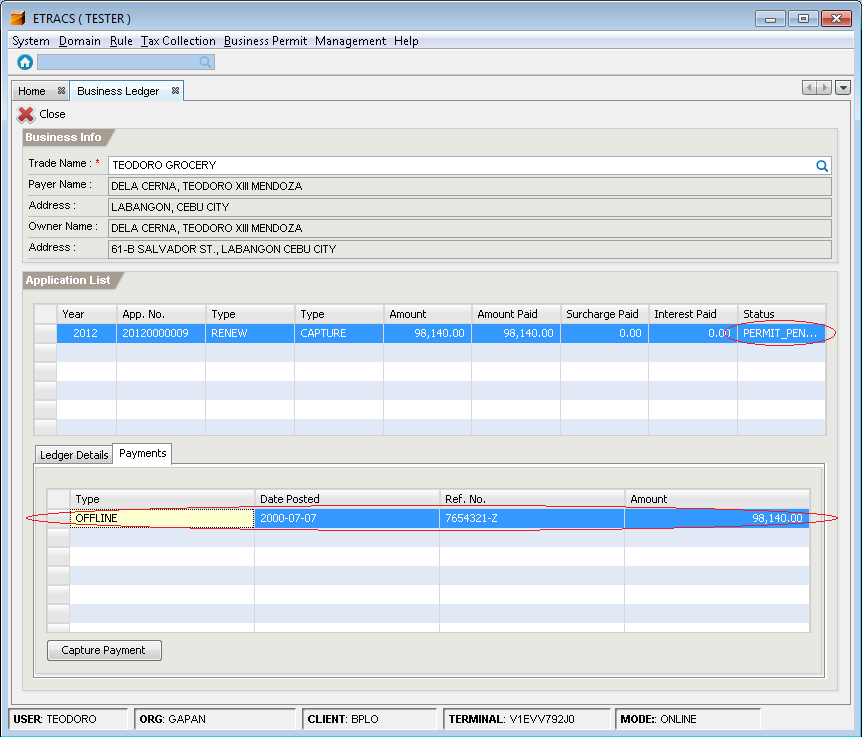 ETRACS ( TESTER )
System Domain Rule Tax Collection Business Permit Management Help
Home Business Ledger
Close
Business Info
Trade Name : * TEODORO GROCERY
Payer Name : DELA CERNA, TEODORO XIII MENDOZA
Address : LABANGON, CEBU CITY
Owner Name : DELA CERNA, TEODORO XIII MENDOZA
Address : 61-B SALVADOR ST., LABANGON CEBU CITY
Application List
Year App. No. Type Type Amount Amount Paid Surcharge Paid Interest Paid Status
2012 20120000009 RENEW CAPTURE 98,140.00 98,140.00 0.00 0.00 PERMIT_PEN...
Ledger Details Payments
Type Date Posted Ref. No. Amount
OFFLINE 2000-07-07 7654321-Z 98,140.00
Capture Payment
USER: TEODORO ORG: GAPAN CLIENT: BPLO TERMINAL: V1EVV792J0 MODE:: ONLINE